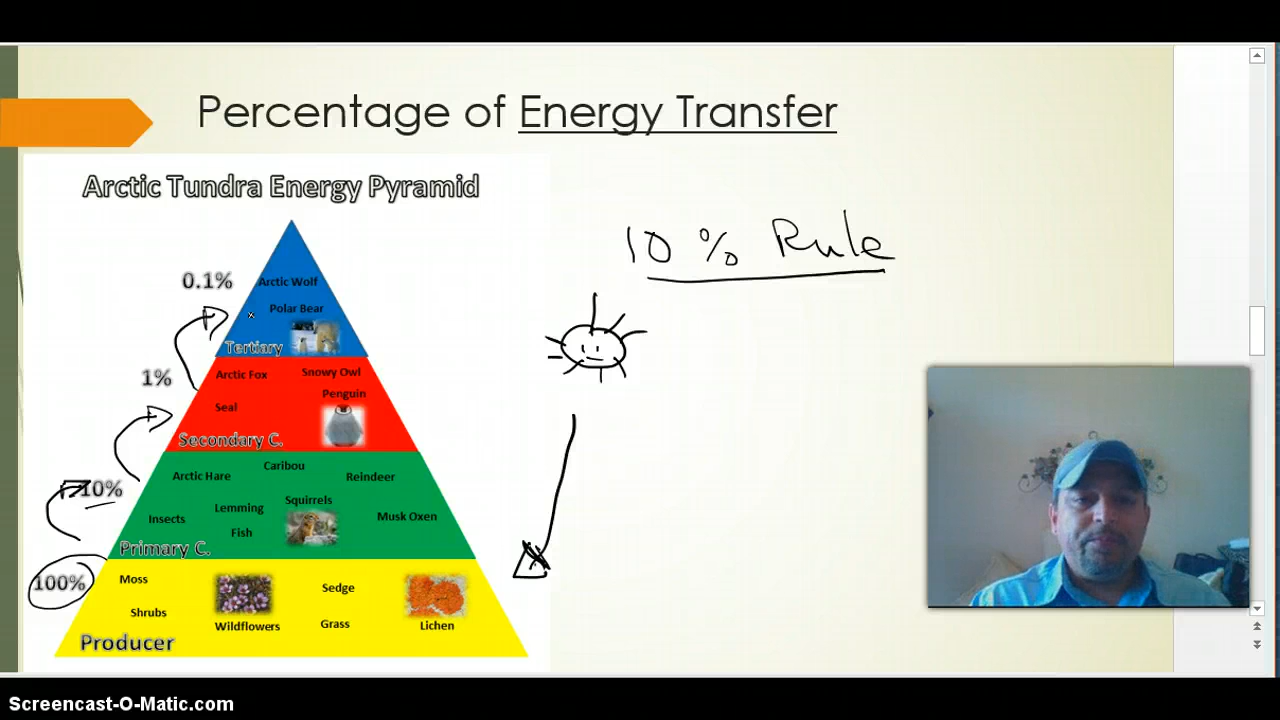 Percentage of Energy Transfer
Arctic Tundra Energy Pyramid
10 % Rule
0.1%
Arctic Wolf
Polar Bear
Tertiary
1%
Arctic Fox
Snowy Owl
Penguin
Seal
Secondary C.
10%
Caribou
Arctic Hare
Reindeer
Squirrels
Lemming
Insects
Musk Oxen
Fish
Primary C.
100%
Moss
Sedge
Shrubs
Wildflowers
Grass
Lichen
Producer
Screencast-O-Matic.com